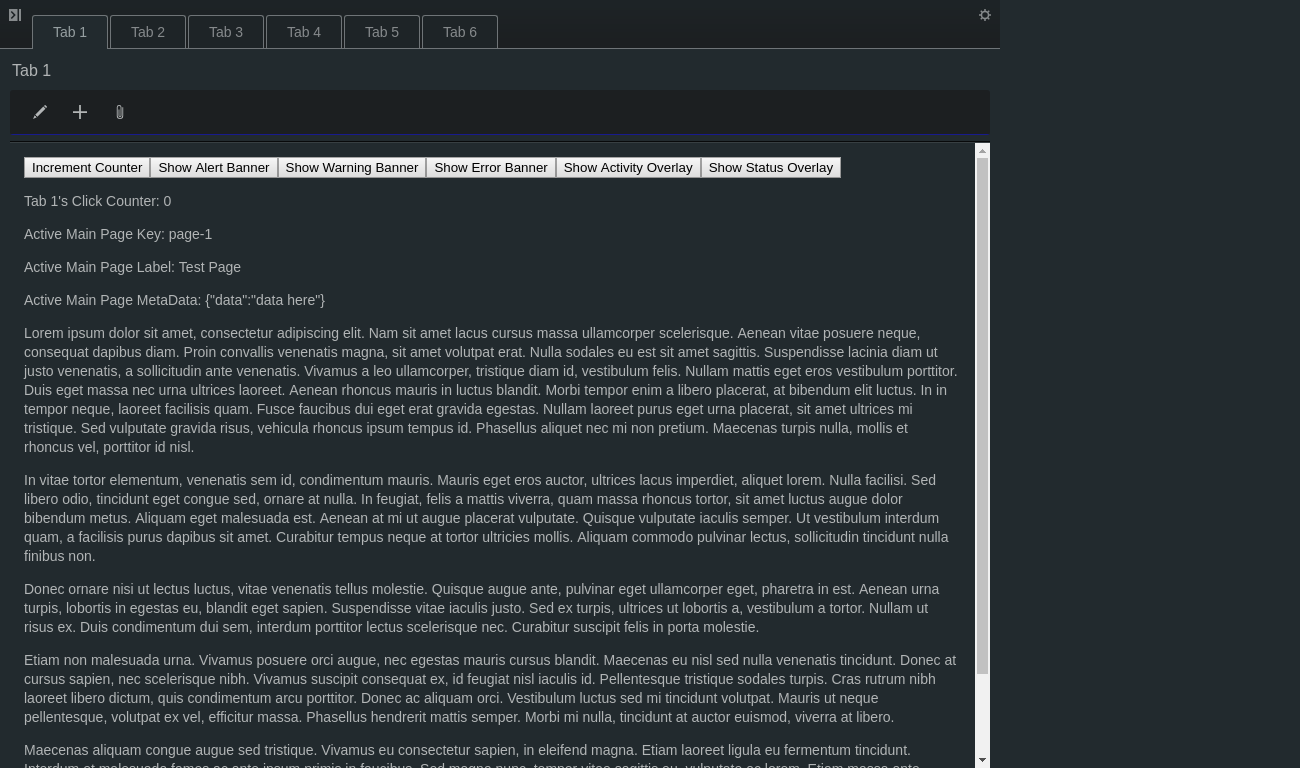 Tab 1
Tab 2
Tab 3
Tab 4
Tab 5
Tab 6
Tab 1
Increment Counter
Show Alert Banner
Show Warning Banner
Show Error Banner
Show Activity Overlay
Show Status Overlay
Tab 1's Click Counter: 0
Active Main Page Key: page-1
Active Main Page Label: Test Page
Active Main Page MetaData: {"data":"data here"}
Lorem ipsum dolor sit amet, consectetur adipiscing elit. Nam sit amet lacus cursus massa ullamcorper scelerisque. Aenean vitae posuere neque,
consequat dapibus diam. Proin convallis venenatis magna, sit amet volutpat erat. Nulla sodales eu est sit amet sagittis. Suspendisse lacinia diam ut
justo venenatis, a sollicitudin ante venenatis. Vivamus a leo ullamcorper, tristique diam id, vestibulum felis. Nullam mattis eget eros vestibulum porttitor.
Duis eget massa nec urna ultrices laoreet. Aenean rhoncus mauris in luctus blandit. Morbi tempor enim a libero placerat, at bibendum elit luctus. In in
tempor neque, laoreet facilisis quam. Fusce faucibus dui eget erat gravida egestas. Nullam laoreet purus eget urna placerat, sit amet ultrices mi
tristique. Sed vulputate gravida risus, vehicula rhoncus ipsum tempus id. Phasellus aliquet nec mi non pretium. Maecenas turpis nulla, mollis et
rhoncus vel, porttitor id nisl.
In vitae tortor elementum, venenatis sem id, condimentum mauris. Mauris eget eros auctor, ultrices lacus imperdiet, aliquet lorem. Nulla facilisi. Sed
libero odio, tincidunt eget congue sed, ornare at nulla. In feugiat, felis a mattis viverra, quam massa rhoncus tortor, sit amet luctus augue dolor
bibendum metus. Aliquam eget malesuada est. Aenean at mi ut augue placerat vulputate. Quisque vulputate iaculis semper. Ut vestibulum interdum
quam, a facilisis purus dapibus sit amet. Curabitur tempus neque at tortor ultricies mollis. Aliquam commodo pulvinar lectus, sollicitudin tincidunt nulla
finibus non.
Donec ornare nisi ut lectus luctus, vitae venenatis tellus molestie. Quisque augue ante, pulvinar eget ullamcorper eget, pharetra in est. Aenean urna
turpis, lobortis in egestas eu, blandit eget sapien. Suspendisse vitae iaculis justo. Sed ex turpis, ultrices ut lobortis a, vestibulum a tortor. Nullam ut
risus ex. Duis condimentum dui sem, interdum porttitor lectus scelerisque nec. Curabitur suscipit felis in porta molestie.
Etiam non malesuada urna. Vivamus posuere orci augue, nec egestas mauris cursus blandit. Maecenas eu nisl sed nulla venenatis tincidunt. Donec at
cursus sapien, nec scelerisque nibh. Vivamus suscipit consequat ex, id feugiat nisl iaculis id. Pellentesque tristique sodales turpis. Cras rutrum nibh
laoreet libero dictum, quis condimentum arcu porttitor. Donec ac aliquam orci. Vestibulum luctus sed mi tincidunt volutpat. Mauris ut neque
pellentesque, volutpat ex vel, efficitur massa. Phasellus hendrerit mattis semper. Morbi mi nulla, tincidunt at auctor euismod, viverra at libero.
Maecenas aliquam congue augue sed tristique. Vivamus eu consectetur sapien, in eleifend magna. Etiam laoreet ligula eu fermentum tincidunt.